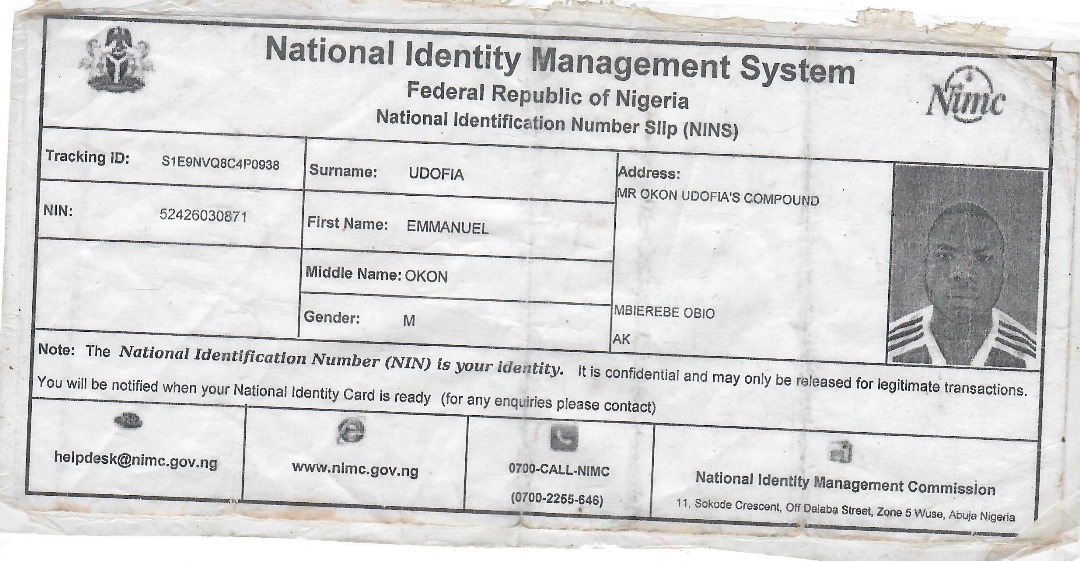 National Identity Management System
Federal Republic of Nigeria
National Identification Number Slip (NINS)
Nimc
Tracking ID: S1E9NVQ8C4P0938
NIN: 52426030871
Surname: UDOFIA
First Name: EMMANUEL
Middle Name: OKON
Gender: M
Address:
MR OKON UDOFIA'S COMPOUND
MBIEREBE OBIO
AK
Note: The National Identification Number (NIN) is your identity. It is confidential and may only be released for legitimate transactions.
You will be notified when your National Identity Card is ready (for any enquiries please contact)
helpdesk@nimc.gov.ng
www.nimc.gov.ng
0700-CALL-NIMC
(0700-2255-646)
National Identity Management Commission
11, Sokode Crescent, Off Dalaba Street, Zone 5 Wuse, Abuja Nigeria